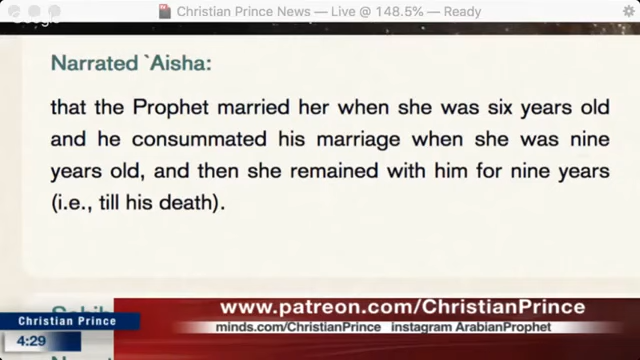 Christian Prince News — Live @ 148.5% — Ready
Narrated `Aisha:
that the Prophet married her when she was six years old
and he consummated his marriage when she was nine
years old, and then she remained with him for nine years
(i.e., till his death).
www.patreon.com/ChristianPrince
Christian Prince
minds.com/ChristianPrince instagram ArabianProphet
4:29